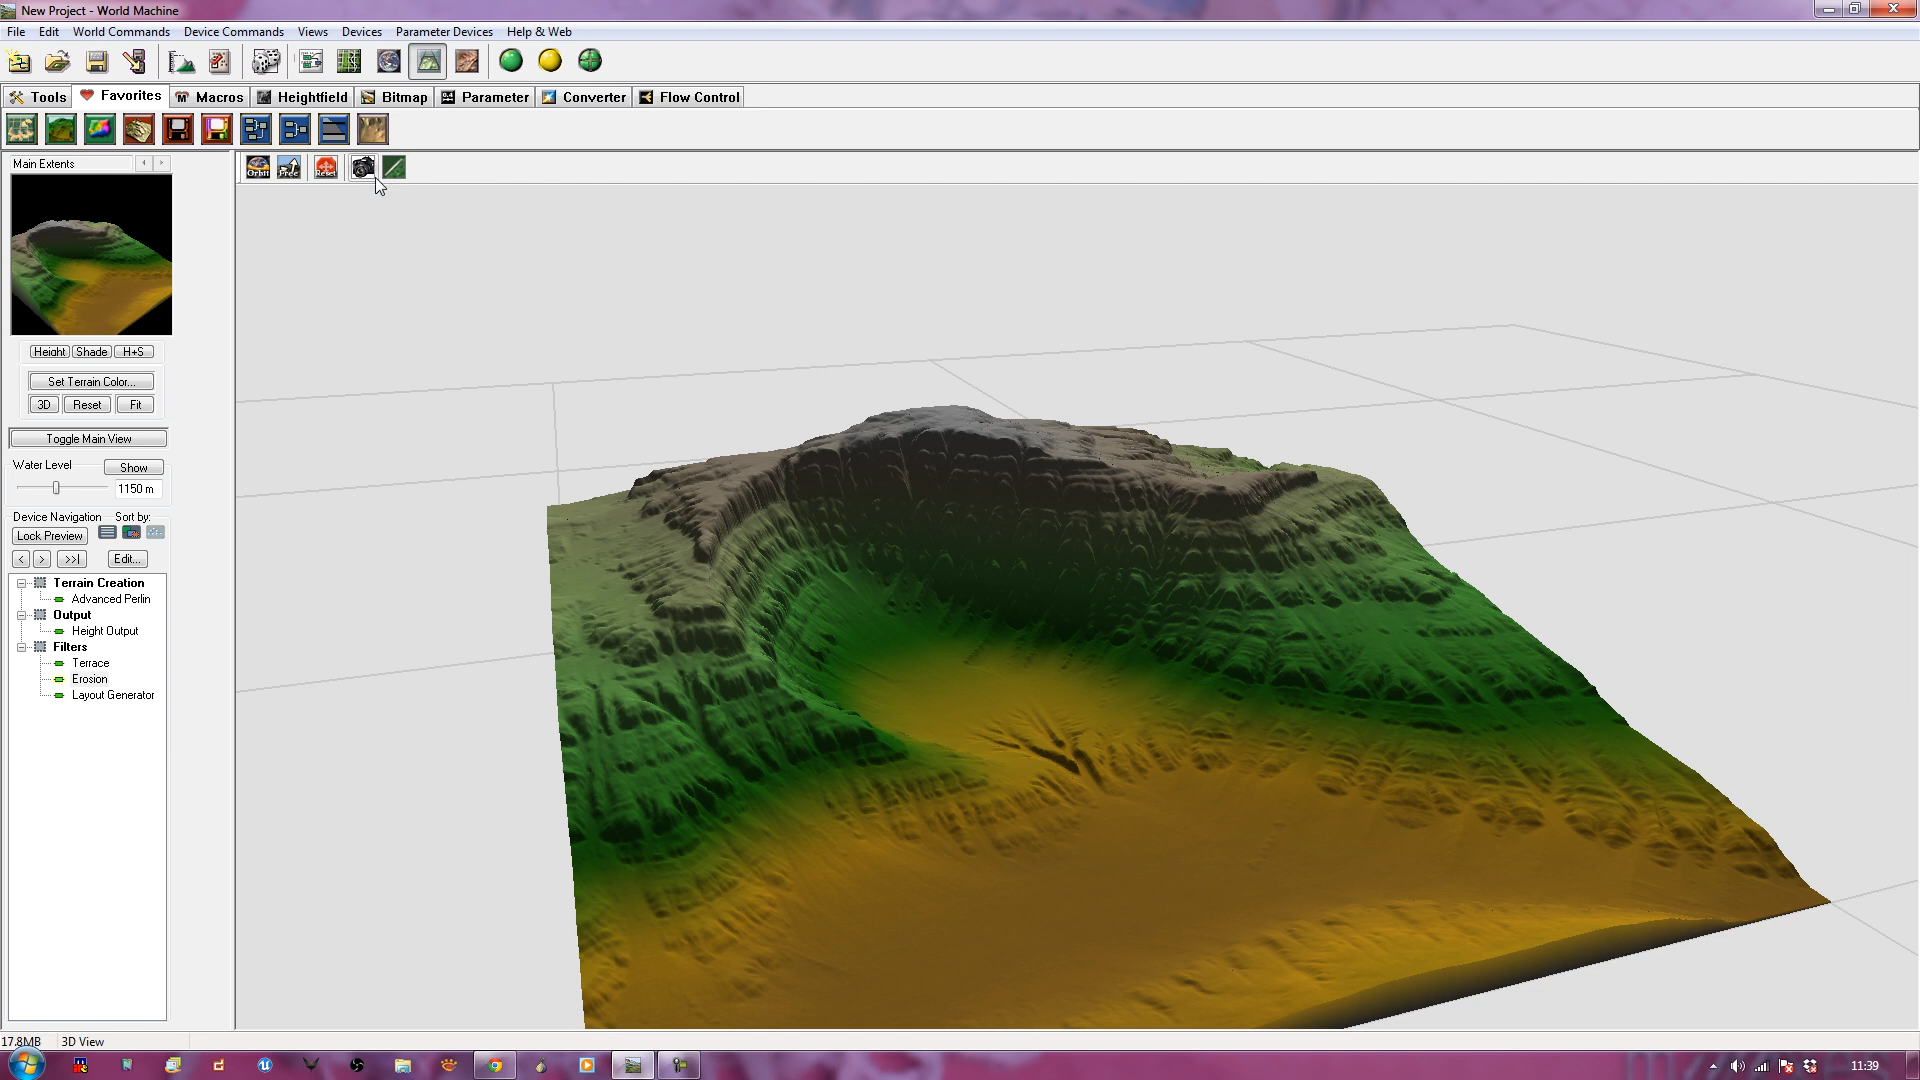 New Project - World Machine
File Edit World Commands Device Commands Views Devices Parameter Devices Help & Web
Tools Favorites Macros Heightfield Bitmap Parameter Converter Flow Control
Main Extents
Orbit Free Reset
Height Shade H+S
Set Terrain Color...
3D Reset Fit
Toggle Main View
Water Level Show
1150 m
Device Navigation Sort by:
Lock Preview
< > >>| Edit...
Terrain Creation
Advanced Perlin
Output
Height Output
Filters
Terrace
Erosion
Layout Generator
17.8MB 3D View
11:39